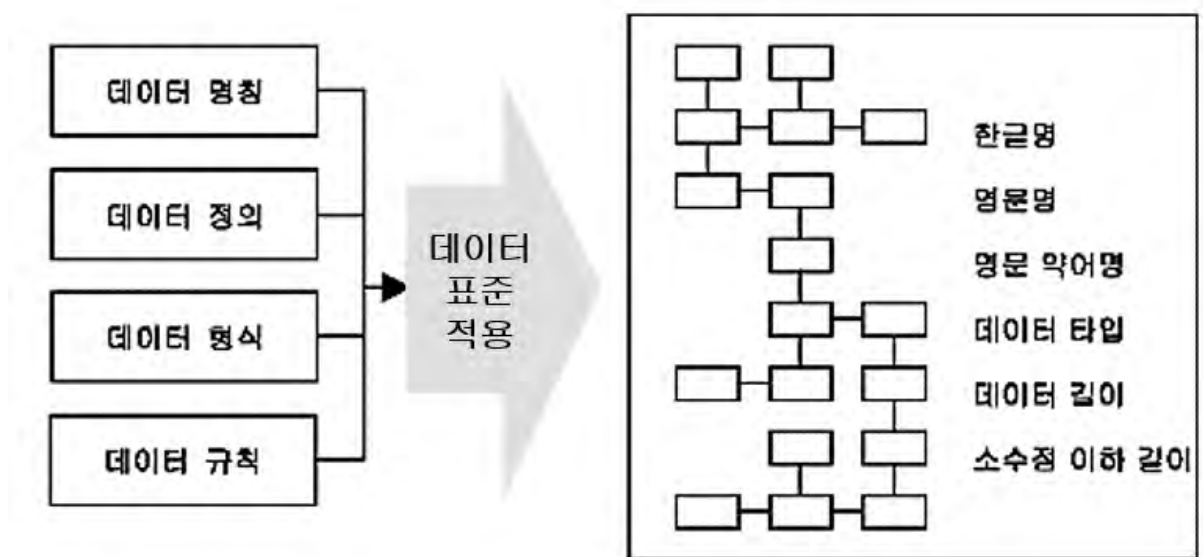 데이터 명칭
데이터 정의
데이터 형식
데이터 규칙
데이터
표준
적용
한글명
영문명
영문 약어명
데이터 타입
데이터 길이
소수점 이하 길이